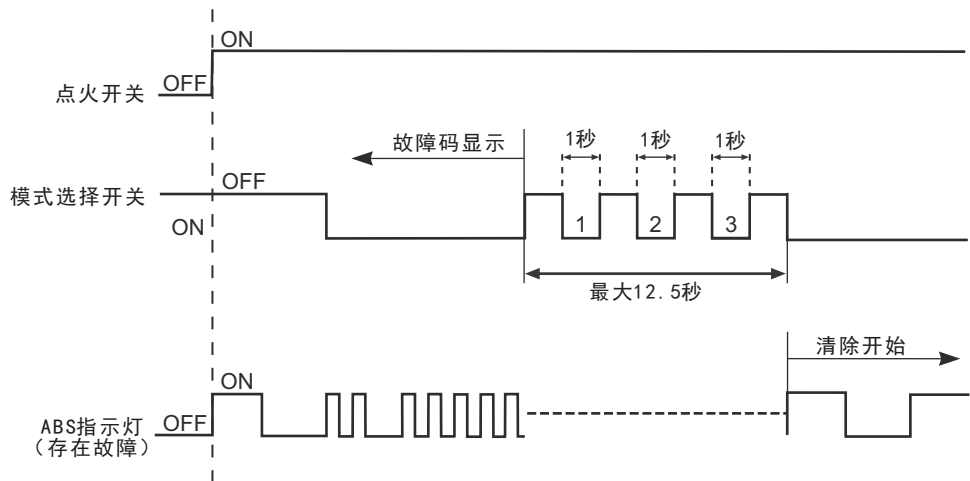 ON
OFF
点火开关
故障码显示
1秒
1秒
1秒
OFF
模式选择开关
ON
1
2
3
最大12.5秒
清除开始
ON
ABS指示灯
OFF
（存在故障）